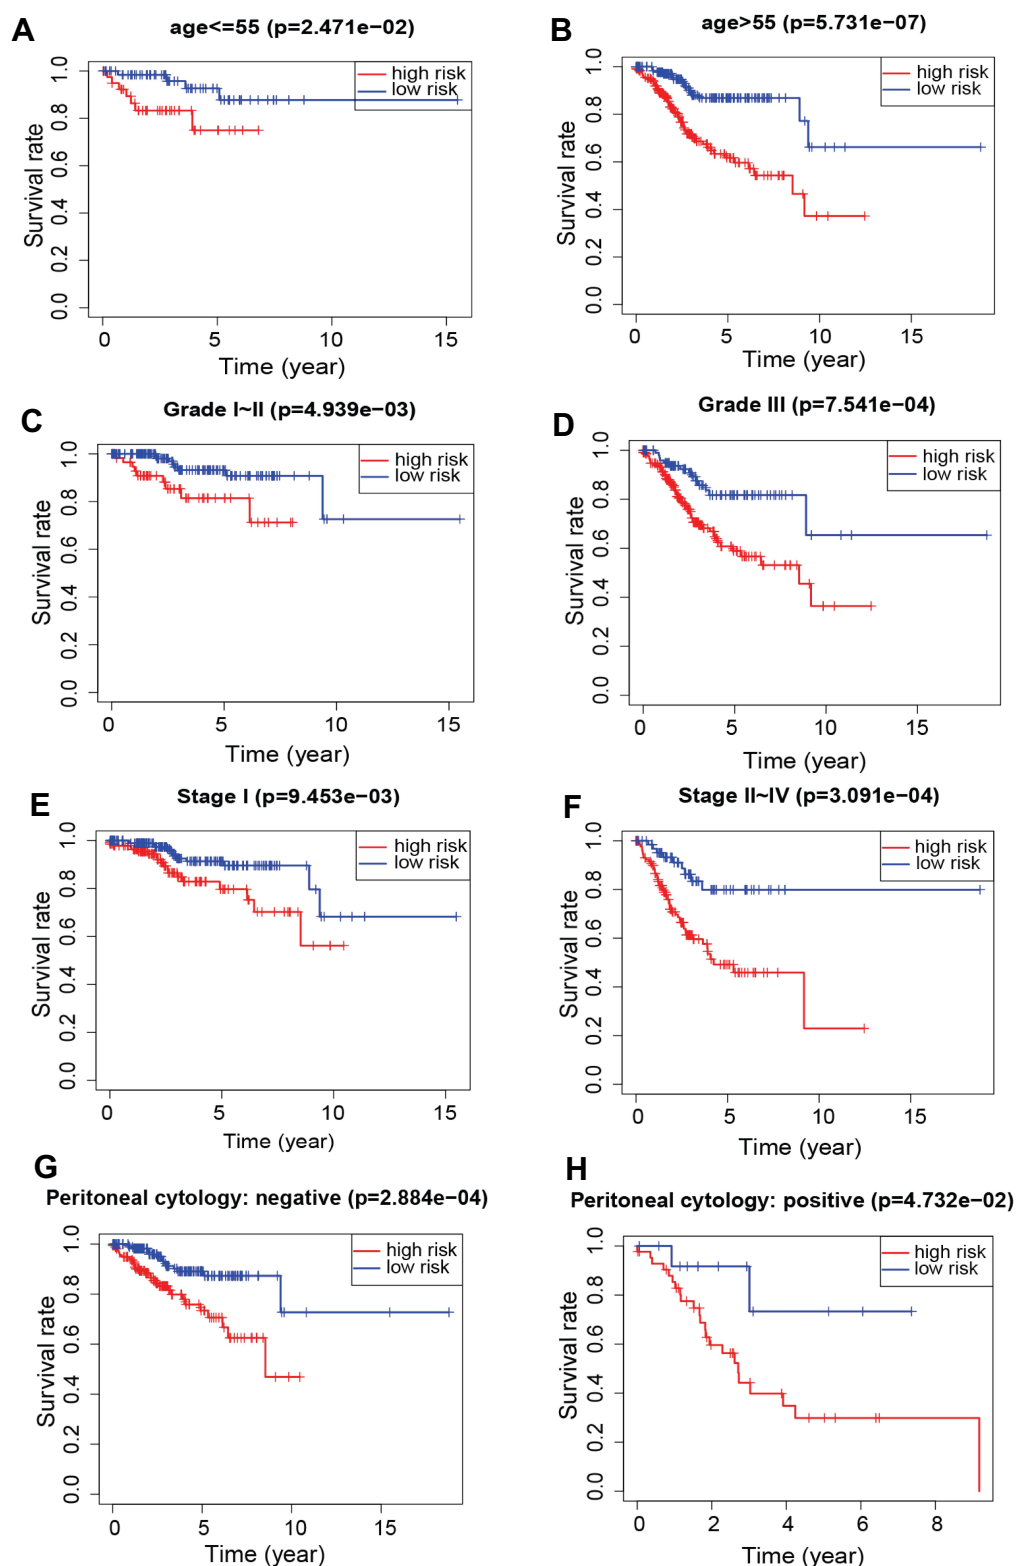 A
age<=55 (p=2.471e−02)
high risk
low risk
Survival rate
0.0 0.2 0.4 0.6 0.8 1.0
0 5 10 15
Time (year)
B
age>55 (p=5.731e−07)
high risk
low risk
Survival rate
0.0 0.2 0.4 0.6 0.8 1.0
0 5 10 15
Time (year)
C
Grade I~II (p=4.939e−03)
high risk
low risk
Survival rate
0.0 0.2 0.4 0.6 0.8 1.0
0 5 10 15
Time (year)
D
Grade III (p=7.541e−04)
high risk
low risk
Survival rate
0.0 0.2 0.4 0.6 0.8 1.0
0 5 10 15
Time (year)
E
Stage I (p=9.453e−03)
high risk
low risk
Survival rate
0.0 0.2 0.4 0.6 0.8 1.0
0 5 10 15
Time (year)
F
Stage II~IV (p=3.091e−04)
high risk
low risk
Survival rate
0.0 0.2 0.4 0.6 0.8 1.0
0 5 10 15
Time (year)
G
Peritoneal cytology: negative (p=2.884e−04)
high risk
low risk
Survival rate
0.0 0.2 0.4 0.6 0.8 1.0
0 5 10 15
Time (year)
H
Peritoneal cytology: positive (p=4.732e−02)
high risk
low risk
Survival rate
0.0 0.2 0.4 0.6 0.8 1.0
0 2 4 6 8
Time (year)